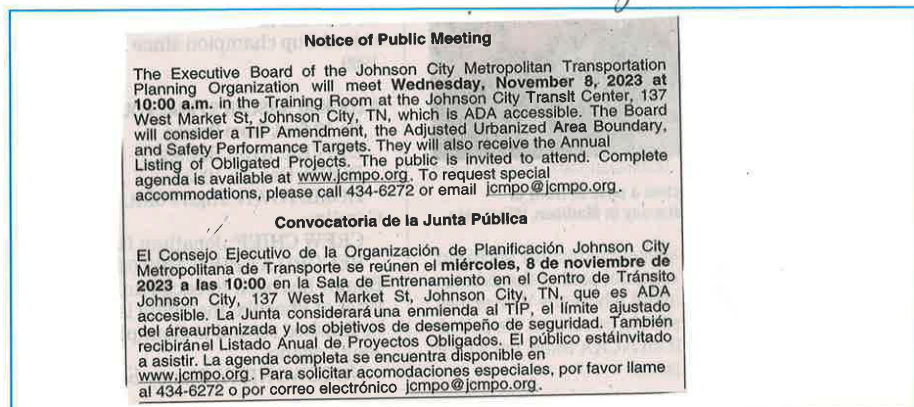 Notice of Public Meeting
The Executive Board of the Johnson City Metropolitan Transportation
Planning Organization will meet Wednesday, November 8, 2023 at
10:00 a.m. in the Training Room at the Johnson City Transit Center, 137
West Market St, Johnson City, TN, which is ADA accessible. The Board
will consider a TIP Amendment, the Adjusted Urbanized Area Boundary,
and Safety Performance Targets. They will also receive the Annual
Listing of Obligated Projects. The public is invited to attend. Complete
agenda is available at www.jcmpo.org. To request special
accommodations, please call 434-6272 or email jcmpo@jcmpo.org.
Convocatoria de la Junta Pública
El Consejo Ejecutivo de la Organización de Planificación Johnson City
Metropolitana de Transporte se reúnen el miércoles, 8 de noviembre de
2023 a las 10:00 en la Sala de Entrenamiento en el Centro de Tránsito
Johnson City, 137 West Market St, Johnson City, TN, que es ADA
accesible. La Junta consideraráuna enmienda al TIP, el límite ajustado
del áreaurbanizada y los objetivos de desempeño de seguridad. También
recibiránel Listado Anual de Proyectos Obligados. El público estáinvitado
a asistir. La agenda completa se encuentra disponible en
www.jcmpo.org. Para solicitar acomodaciones especiales, por favor llame
al 434-6272 o por correo electrónico jcmpo@jcmpo.org.